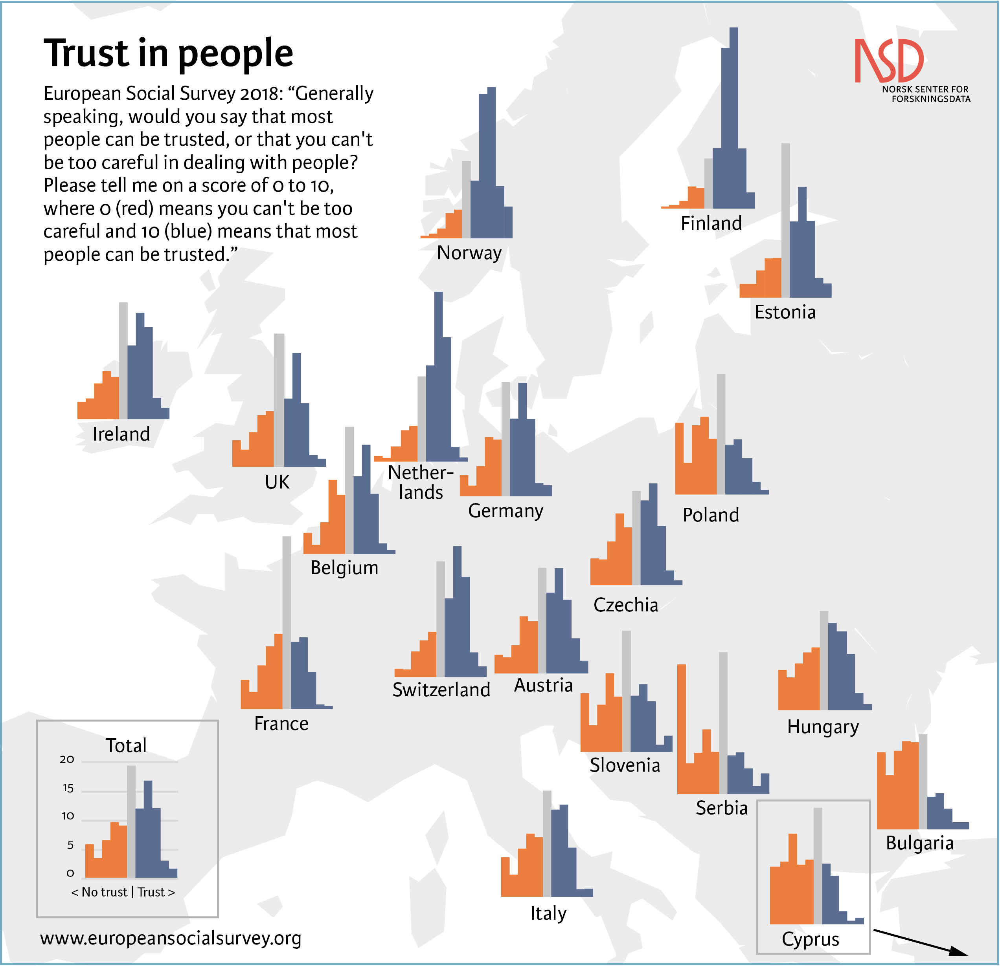 Trust in people
European Social Survey 2018: “Generally
speaking, would you say that most
people can be trusted, or that you can't
be too careful in dealing with people?
Please tell me on a score of 0 to 10,
where 0 (red) means you can't be too
careful and 10 (blue) means that most
people can be trusted.”
NSD
NORSK SENTER FOR
FORSKNINGSDATA
Norway
Finland
Estonia
Ireland
UK
Nether-
lands
Germany
Poland
Belgium
Czechia
Switzerland
Austria
France
Hungary
Slovenia
Serbia
Bulgaria
Italy
Cyprus
Total
20
15
10
5
0
< No trust | Trust >
www.europeansocialsurvey.org